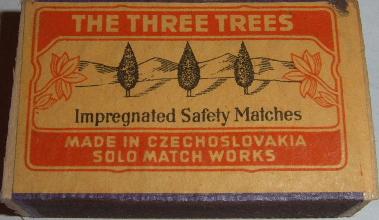 THE THREE TREES
Impregnated Safety Matches
MADE IN CZECHOSLOVAKIA
SOLO MATCH WORKS